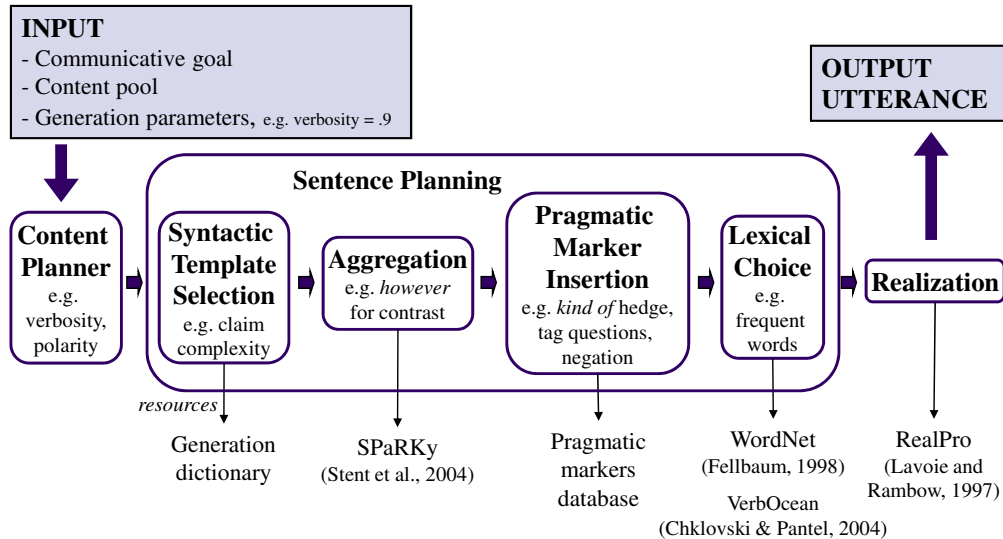 INPUT
- Communicative goal
- Content pool
- Generation parameters, e.g. verbosity = .9
OUTPUT
UTTERANCE
Sentence Planning
Content
Planner
e.g.
verbosity,
polarity
Syntactic
Template
Selection
e.g. claim
complexity
Aggregation
e.g. however
for contrast
Pragmatic
Marker
Insertion
e.g. kind of hedge,
tag questions,
negation
Lexical
Choice
e.g.
frequent
words
Realization
resources
Generation
dictionary
SPaRKy
(Stent et al., 2004)
Pragmatic
markers
database
WordNet
(Fellbaum, 1998)
VerbOcean
(Chklovski & Pantel, 2004)
RealPro
(Lavoie and
Rambow, 1997)